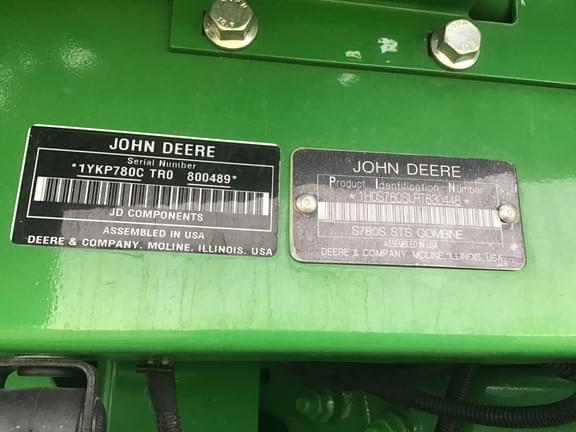 JOHN DEERE
Serial Number
*1YKP780C TR0 800489*
JD COMPONENTS
ASSEMBLED IN USA
DEERE & COMPANY, MOLINE, ILLINOIS, USA
JOHN DEERE
Product Identification Number
*1H0S780SLRT830448*
S780S STS COMBINE
ASSEMBLED IN USA
DEERE & COMPANY, MOLINE, ILLINOIS, USA